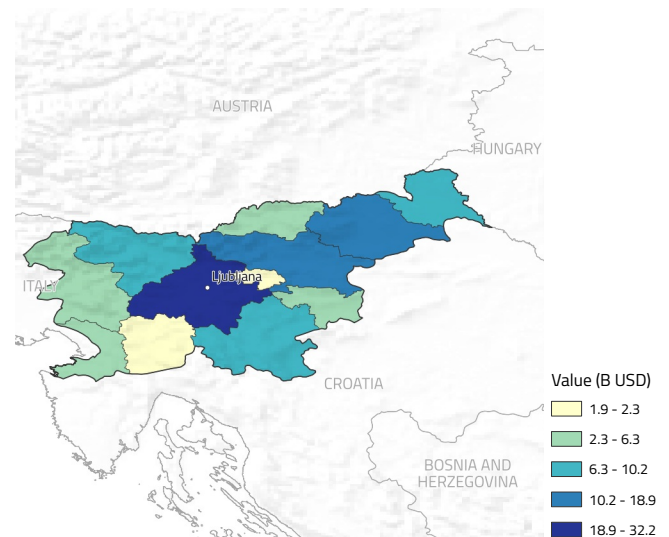 AUSTRIA
HUNGARY
Ljubljana
ITALY
CROATIA
BOSNIA AND
HERZEGOVINA
Value (B USD)
1.9 - 2.3
2.3 - 6.3
6.3 - 10.2
10.2 - 18.9
18.9 - 32.2